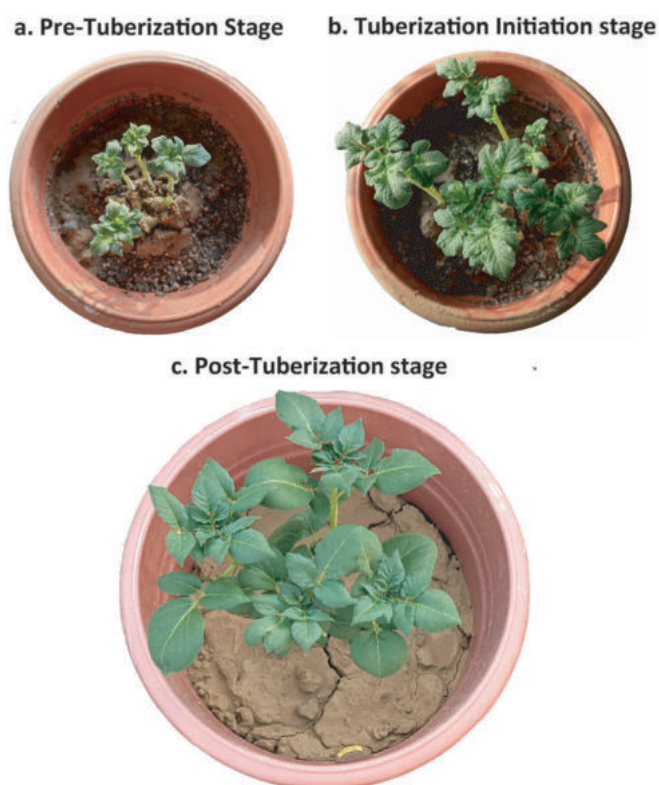 a. Pre-Tuberization Stage
b. Tuberization Initiation stage
c. Post-Tuberization stage